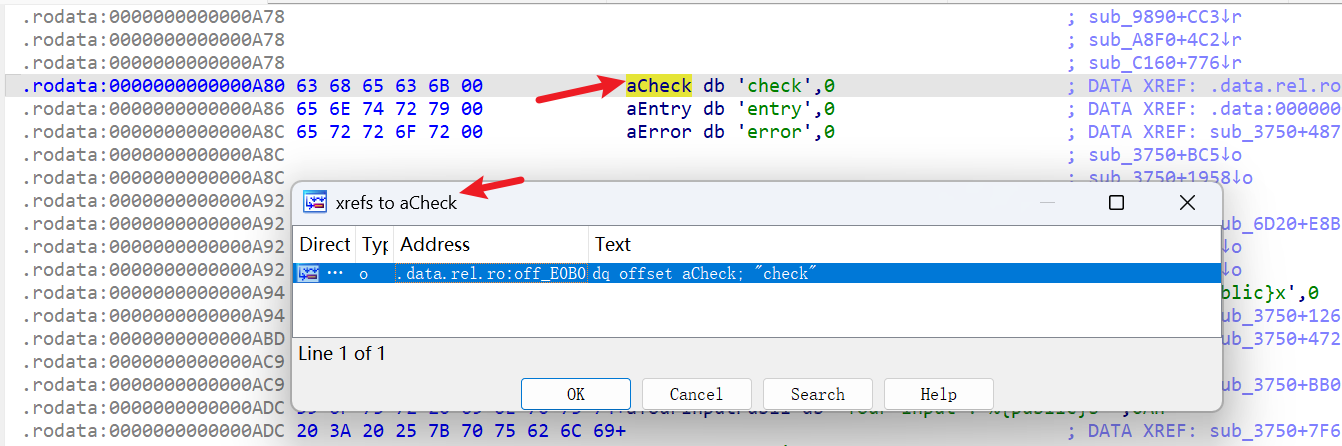 .rodata:0000000000000A78 ; sub_9890+CC3↓r
.rodata:0000000000000A78 ; sub_A8F0+4C2↓r
.rodata:0000000000000A78 ; sub_C160+776↓r
.rodata:0000000000000A80 63 68 65 63 6B 00 aCheck db 'check',0 ; DATA XREF: .data.rel.ro
.rodata:0000000000000A86 65 6E 74 72 79 00 aEntry db 'entry',0 ; DATA XREF: .data:000000
.rodata:0000000000000A8C 65 72 72 6F 72 00 aError db 'error',0 ; DATA XREF: sub_3750+487
.rodata:0000000000000A8C ; sub_3750+BC5↓o
.rodata:0000000000000A8C ; sub_3750+1958↓o
.rodata:0000000000000A92
.rodata:0000000000000A92 sub_6D20+E8B
.rodata:0000000000000A92 ↓o
.rodata:0000000000000A92 ↓o
.rodata:0000000000000A94 blic}x',0
.rodata:0000000000000A94 sub_3750+126
.rodata:0000000000000ABD sub_3750+472
.rodata:0000000000000AC9
.rodata:0000000000000AC9 sub_3750+BB0
.rodata:0000000000000ADC
.rodata:0000000000000ADC 20 3A 20 25 7B 70 75 62 6C 69+ ; DATA XREF: sub_3750+7F6
xrefs to aCheck
Direct Typ Address Text
··· o .data.rel.ro:off_E0B0 dq offset aCheck; "check"
Line 1 of 1
OK Cancel Search Help